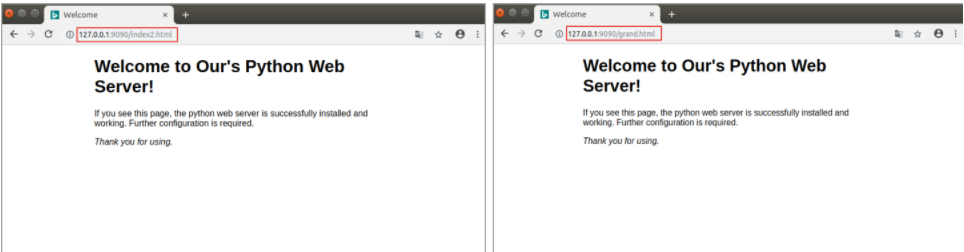 Welcome
127.0.0.1:9090/index2.html
Welcome to Our's Python Web
Server!
If you see this page, the python web server is successfully installed and
working. Further configuration is required.
Thank you for using.
Welcome
127.0.0.1:9090/grand.html
Welcome to Our's Python Web
Server!
If you see this page, the python web server is successfully installed and
working. Further configuration is required.
Thank you for using.